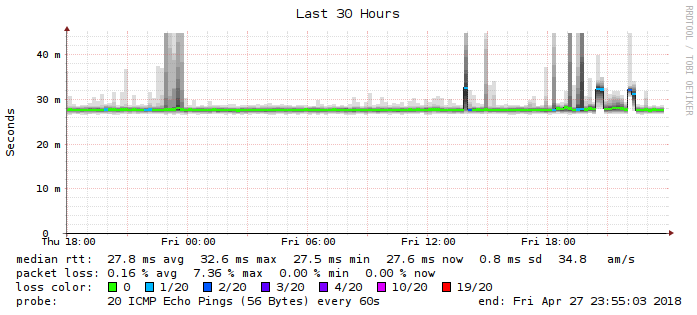 Last 30 Hours
RRDTOOL / TOBI OETIKER
Seconds
40 m
30 m
20 m
10 m
0
Thu 18:00 Fri 00:00 Fri 06:00 Fri 12:00 Fri 18:00
median rtt: 27.8 ms avg 32.6 ms max 27.5 ms min 27.6 ms now 0.8 ms sd 34.8 am/s
packet loss: 0.16 % avg 7.36 % max 0.00 % min 0.00 % now
loss color: 0 1/20 2/20 3/20 4/20 10/20 19/20
probe: 20 ICMP Echo Pings (56 Bytes) every 60s end: Fri Apr 27 23:55:03 2018